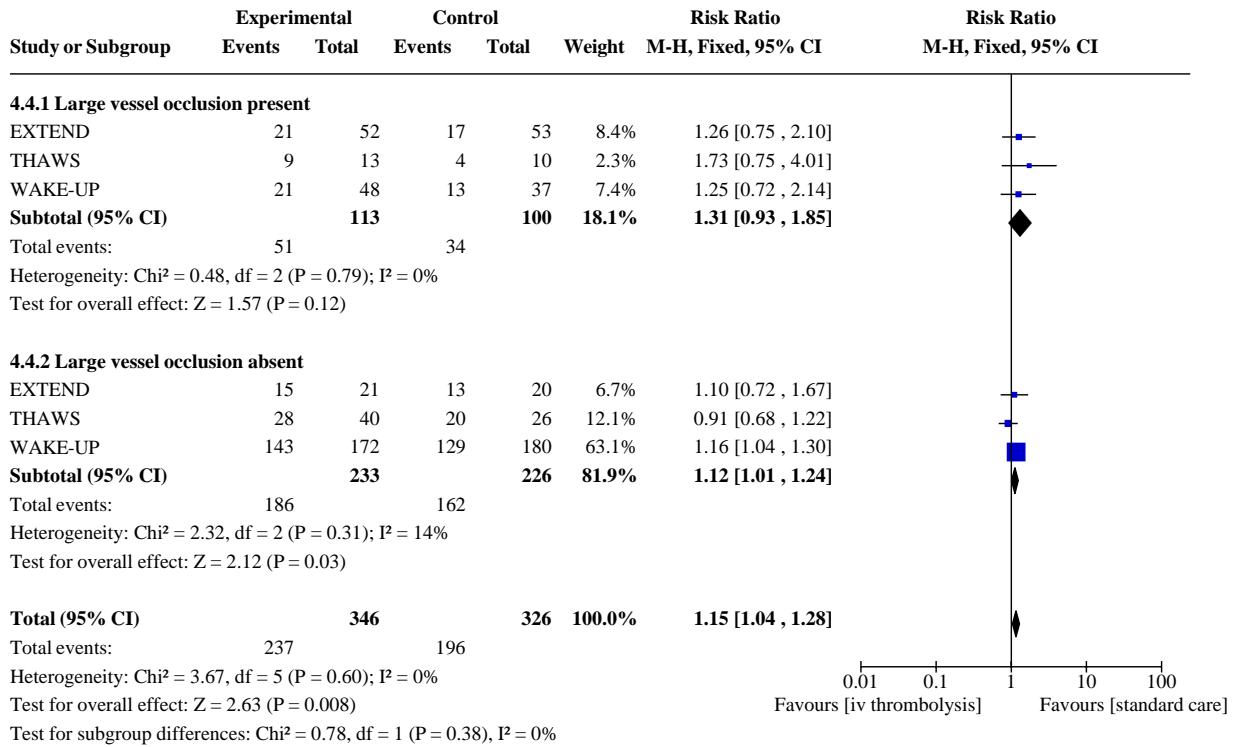 Experimental Control Risk Ratio Risk Ratio
Study or Subgroup Events Total Events Total Weight M-H, Fixed, 95% CI M-H, Fixed, 95% CI
4.4.1 Large vessel occlusion present
EXTEND 21 52 17 53 8.4% 1.26 [0.75 , 2.10]
THAWS 9 13 4 10 2.3% 1.73 [0.75 , 4.01]
WAKE-UP 21 48 13 37 7.4% 1.25 [0.72 , 2.14]
Subtotal (95% CI) 113 100 18.1% 1.31 [0.93 , 1.85]
Total events: 51 34
Heterogeneity: Chi² = 0.48, df = 2 (P = 0.79); I² = 0%
Test for overall effect: Z = 1.57 (P = 0.12)
4.4.2 Large vessel occlusion absent
EXTEND 15 21 13 20 6.7% 1.10 [0.72 , 1.67]
THAWS 28 40 20 26 12.1% 0.91 [0.68 , 1.22]
WAKE-UP 143 172 129 180 63.1% 1.16 [1.04 , 1.30]
Subtotal (95% CI) 233 226 81.9% 1.12 [1.01 , 1.24]
Total events: 186 162
Heterogeneity: Chi² = 2.32, df = 2 (P = 0.31); I² = 14%
Test for overall effect: Z = 2.12 (P = 0.03)
Total (95% CI) 346 326 100.0% 1.15 [1.04 , 1.28]
Total events: 237 196
Heterogeneity: Chi² = 3.67, df = 5 (P = 0.60); I² = 0%
0.01 0.1 1 10 100
Test for overall effect: Z = 2.63 (P = 0.008) Favours [iv thrombolysis] Favours [standard care]
Test for subgroup differences: Chi² = 0.78, df = 1 (P = 0.38), I² = 0%